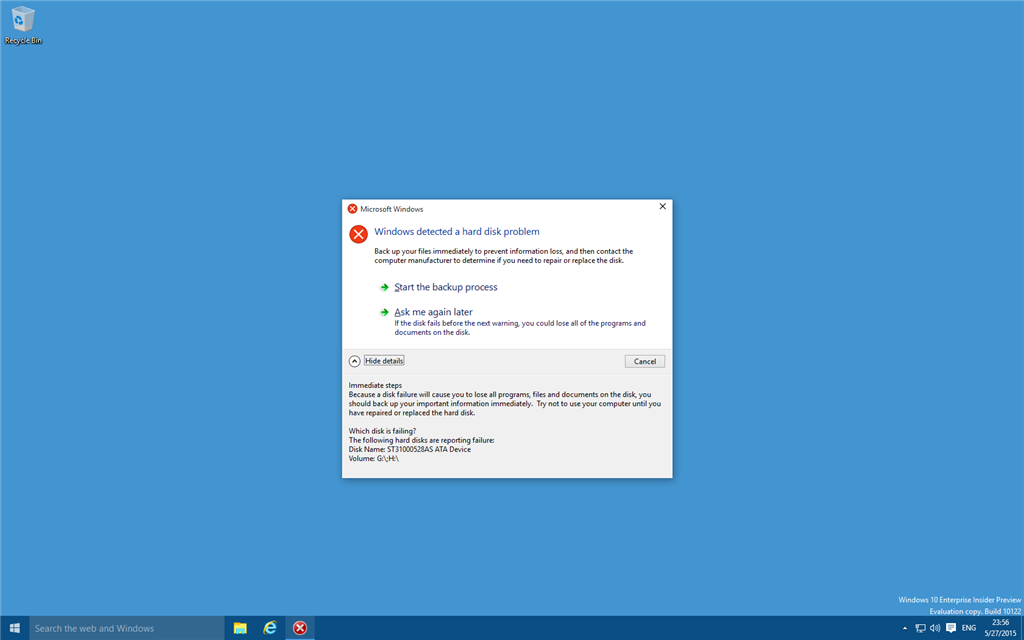 Recycle Bin
Microsoft Windows
Windows detected a hard disk problem
Back up your files immediately to prevent information loss, and then contact the
computer manufacturer to determine if you need to repair or replace the disk.
Start the backup process
Ask me again later
If the disk fails before the next warning, you could lose all of the programs and
documents on the disk.
Hide details
Cancel
Immediate steps
Because a disk failure will cause you to lose all programs, files and documents on the disk, you
should back up your important information immediately.  Try not to use your computer until you
have repaired or replaced the hard disk.
Which disk is failing?
The following hard disks are reporting failure:
Disk Name: ST31000528AS ATA Device
Volume: G:\;H:\
Windows 10 Enterprise Insider Preview
Evaluation copy. Build 10122
Search the web and Windows
ENG
23:56
5/27/2015